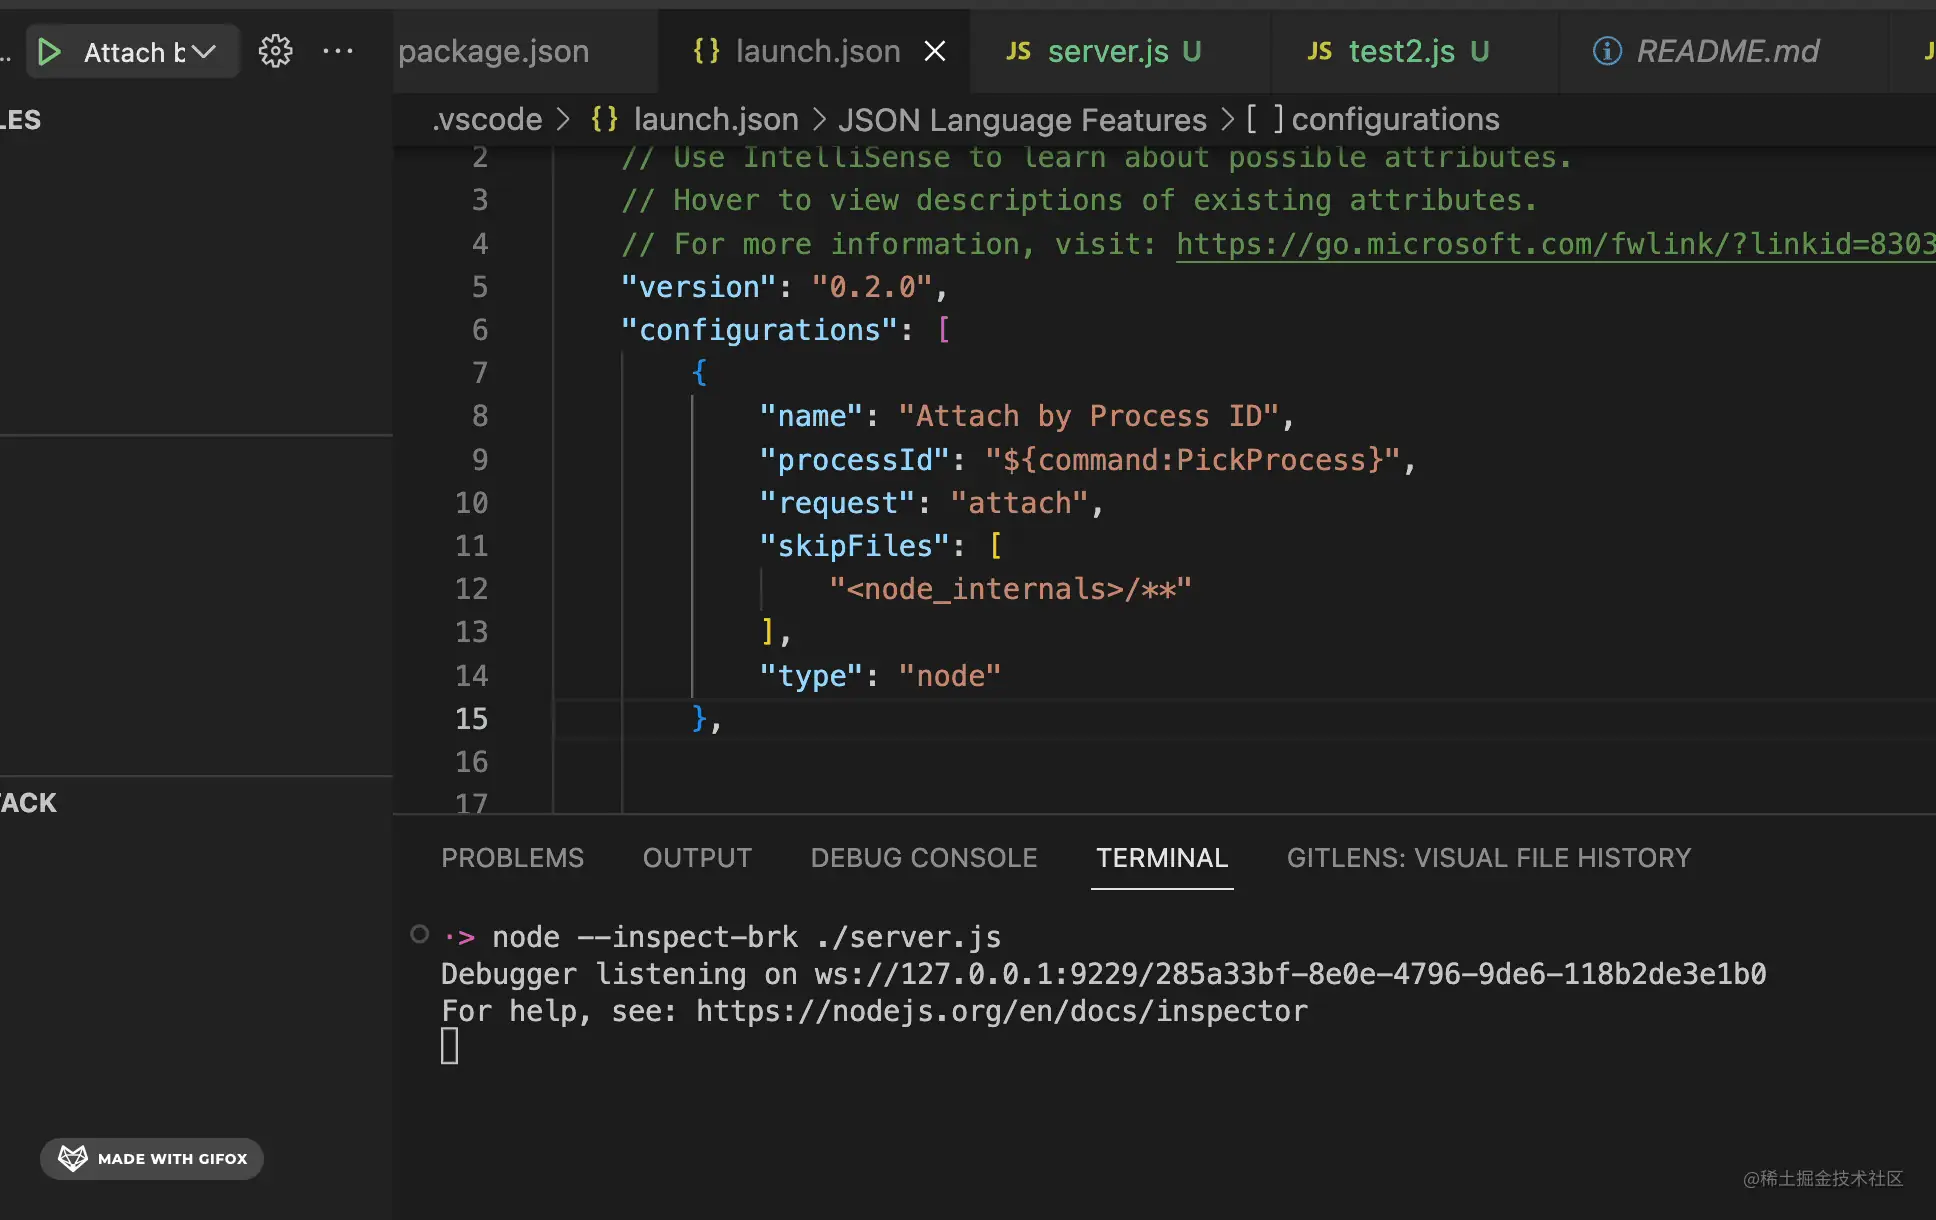 .. Attach b ···
package.json {} launch.json × JS server.js U JS test2.js U README.md
LES
.vscode > {} launch.json > JSON Language Features > [ ] configurations
2 // Use IntelliSense to learn about possible attributes.
3 // Hover to view descriptions of existing attributes.
4 // For more information, visit: https://go.microsoft.com/fwlink/?linkid=8303
5 "version": "0.2.0",
6 "configurations": [
7 {
8 "name": "Attach by Process ID",
9 "processId": "${command:PickProcess}",
10 "request": "attach",
11 "skipFiles": [
12 "<node_internals>/**"
13 ],
14 "type": "node"
15 },
16
17
TACK
PROBLEMS OUTPUT DEBUG CONSOLE TERMINAL GITLENS: VISUAL FILE HISTORY
·> node --inspect-brk ./server.js
Debugger listening on ws://127.0.0.1:9229/285a33bf-8e0e-4796-9de6-118b2de3e1b0
For help, see: https://nodejs.org/en/docs/inspector
MADE WITH GIFOX
@稀土掘金技术社区